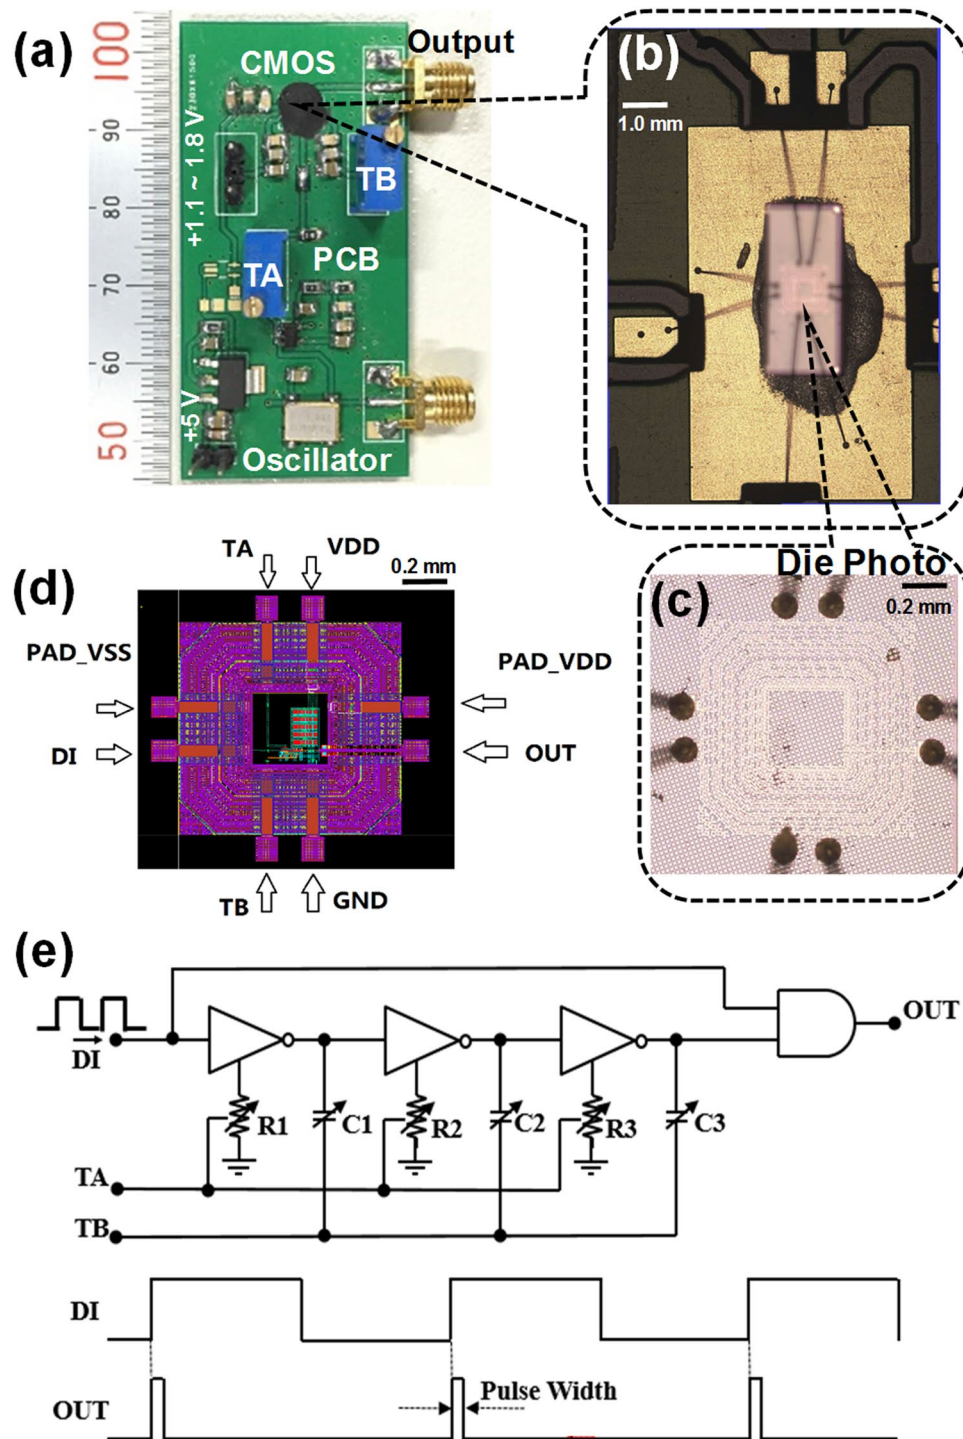 (a)
100
90
80
70
60
50
CMOS
Output
+1.1 ~ 1.8 V
TB
TA
PCB
+5 V
Oscillator
(b)
1.0 mm
Die Photo
(c)
0.2 mm
(d)
TA
VDD
0.2 mm
PAD_VSS
PAD_VDD
DI
OUT
TB
GND
(e)
DI
OUT
R1
C1
R2
C2
R3
C3
TA
TB
DI
OUT
Pulse Width